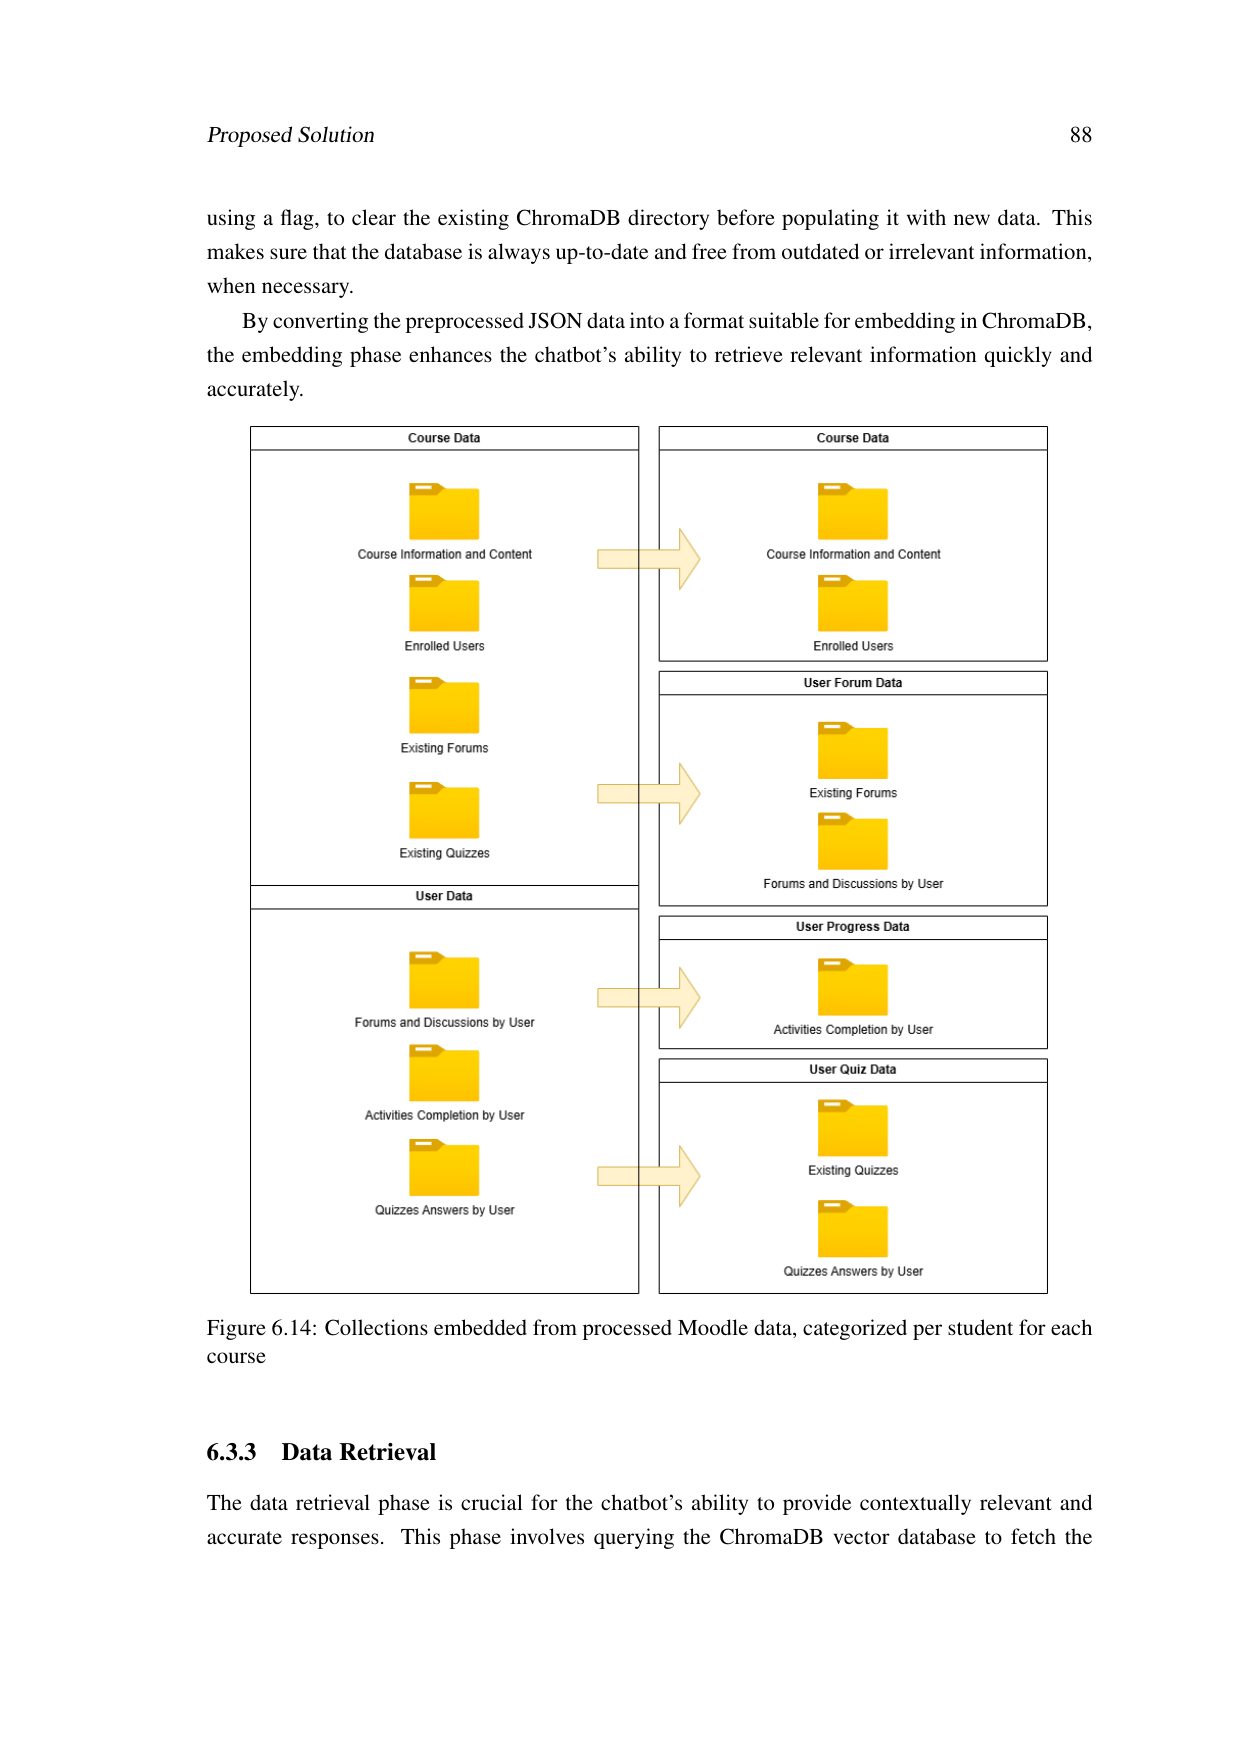 Proposed Solution 88
using a flag, to clear the existing ChromaDB directory before populating it with new data. This
makes sure that the database is always up-to-date and free from outdated or irrelevant information,
when necessary.
By converting the preprocessed JSON data into a format suitable for embedding in ChromaDB,
the embedding phase enhances the chatbot's ability to retrieve relevant information quickly and
accurately.
Course Data
Course Information and Content
Enrolled Users
Existing Forums
Existing Quizzes
User Data
Forums and Discussions by User
Activities Completion by User
Quizzes Answers by User
Course Data
Course Information and Content
Enrolled Users
User Forum Data
Existing Forums
Forums and Discussions by User
User Progress Data
Activities Completion by User
User Quiz Data
Existing Quizzes
Quizzes Answers by User
Figure 6.14: Collections embedded from processed Moodle data, categorized per student for each
course
6.3.3 Data Retrieval
The data retrieval phase is crucial for the chatbot's ability to provide contextually relevant and
accurate responses. This phase involves querying the ChromaDB vector database to fetch the